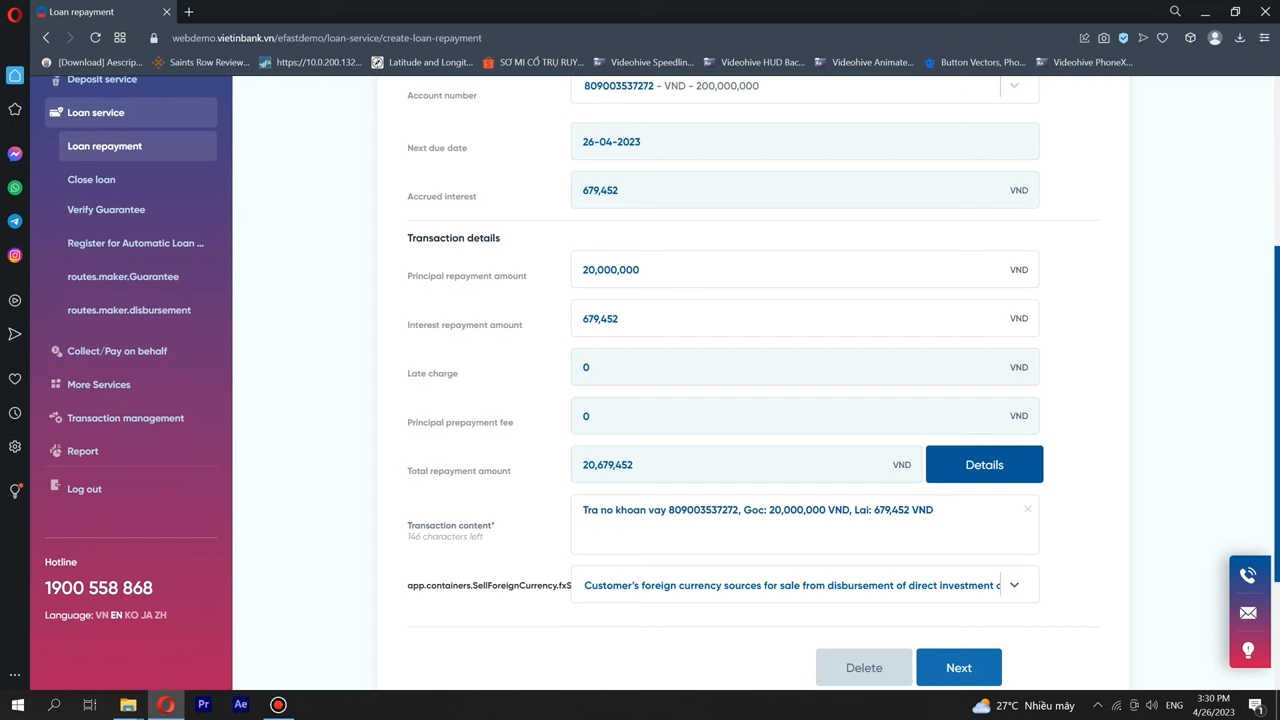 Loan repayment
webdemo.vietinbank.vn/efastdemo/loan-service/create-loan-repayment
[Download] Aescrip...
Saints Row Review...
https://10.0.200.132...
Latitude and Longit...
SƠ MI CỔ TRỤ RUY...
Videohive Speedlin...
Videohive HUD Bac...
Videohive Animate...
Button Vectors, Pho...
Videohive PhoneX...
Deposit service
Loan service
Loan repayment
Close loan
Verify Guarantee
Register for Automatic Loan ...
routes.maker.Guarantee
routes.maker.disbursement
Collect/Pay on behalf
More Services
Transaction management
Report
Log out
Hotline
1900 558 868
Language: VN EN KO JA ZH
Account number
809003537272 - VND - 200,000,000
Next due date
26-04-2023
Accrued interest
679,452 VND
Transaction details
Principal repayment amount
20,000,000 VND
Interest repayment amount
679,452 VND
Late charge
0 VND
Principal prepayment fee
0 VND
Total repayment amount
20,679,452 VND
Details
Transaction content*
146 characters left
Tra no khoan vay 809003537272, Goc: 20,000,000 VND, Lai: 679,452 VND
app.containers.SellForeignCurrency.fxS
Customer's foreign currency sources for sale from disbursement of direct investment c
Delete
Next
Pr
Ae
27°C Nhiều mây
ENG
3:30 PM
4/26/2023
1